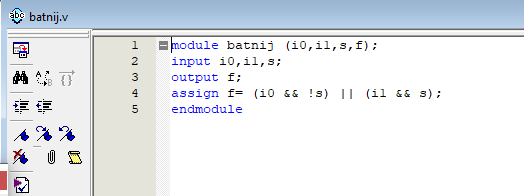 batnij.v
1 module batnij (i0,i1,s,f);
2 input i0,i1,s;
3 output f;
4 assign f= (i0 && !s) || (i1 && s);
5 endmodule